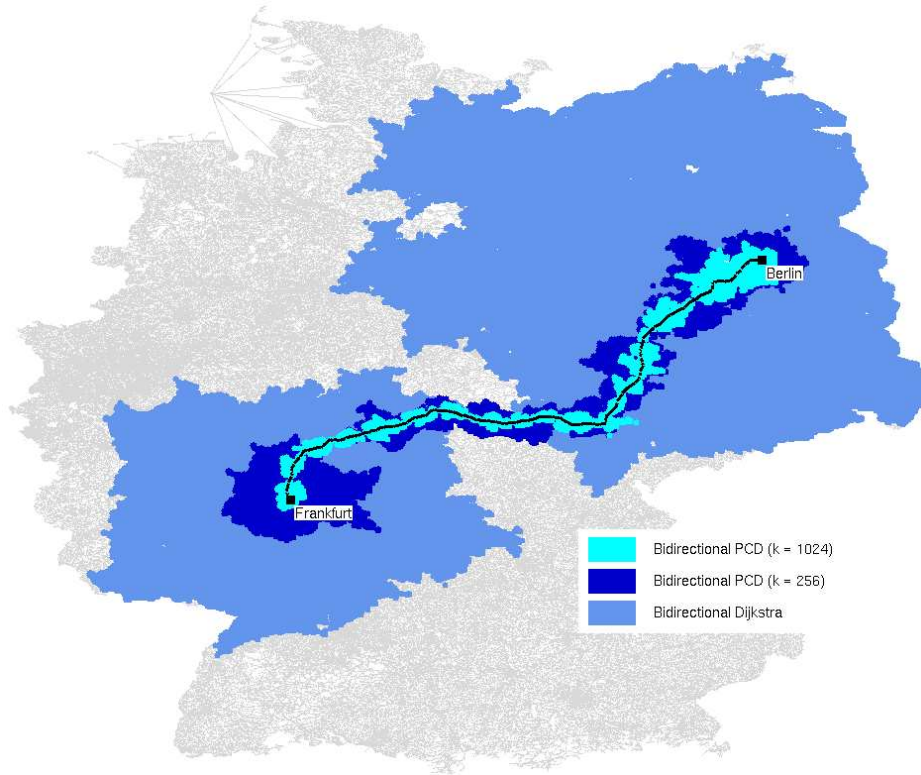 Berlin
Frankfurt
Bidirectional PCD (k = 1024)
Bidirectional PCD (k = 256)
Bidirectional Dijkstra